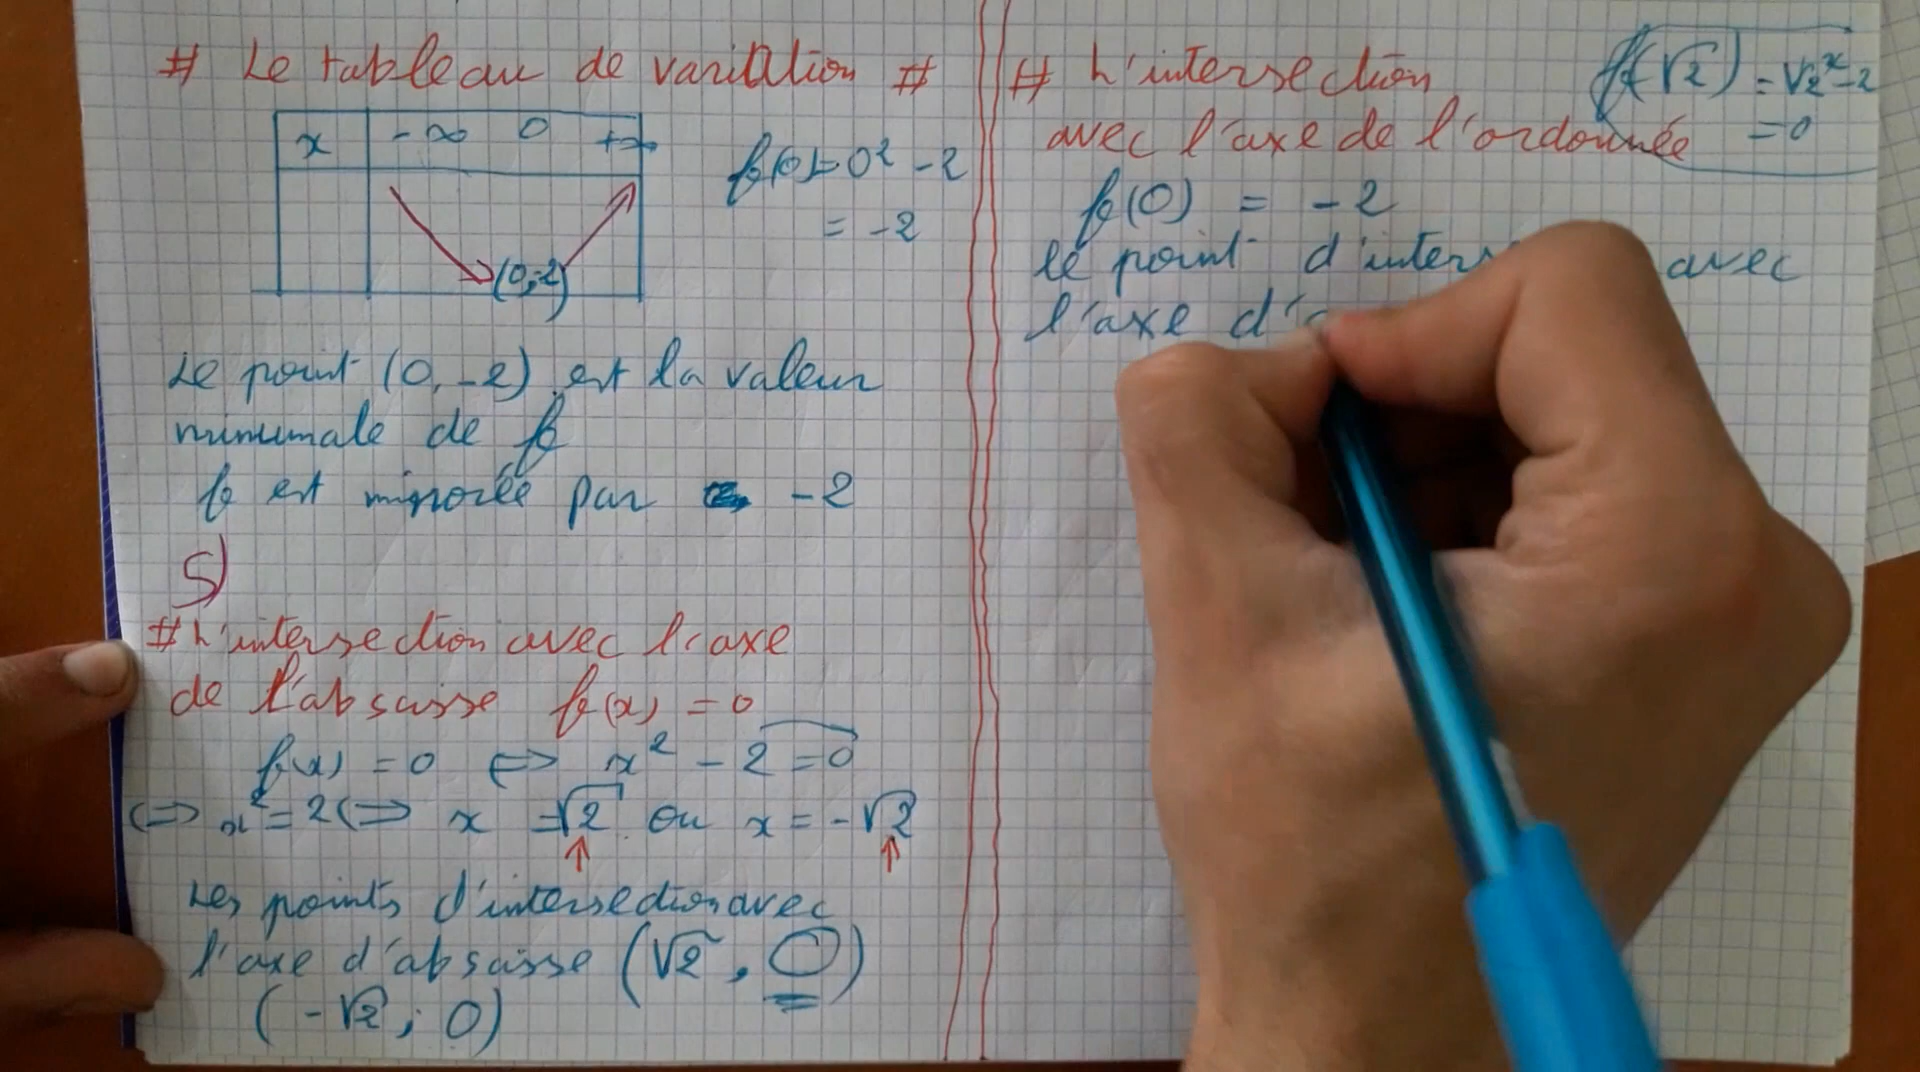 # Le tableau de variation #
x -∞ 0 +∞
(0,-2)
f(0)=0² -2
= -2
Le point (0,-2) est la valeur
minimale de f
f est minorée par -2
5)
# L'intersection avec l'axe
de l'absaisse f(x) = 0
f(x) = 0 ⇔ x² - 2 = 0
⇔ x² = 2 ⇔ x = √2 ou x = -√2
↑ ↑
Les points d'intersection avec
l'axe d'absaisse (√2, 0)
(-√2; 0)
# L'intersection
avec l'axe de l'ordonnée
f(√2) = √2² - 2
= 0
f(0) = -2
le point d'inters avec
l'axe d'o